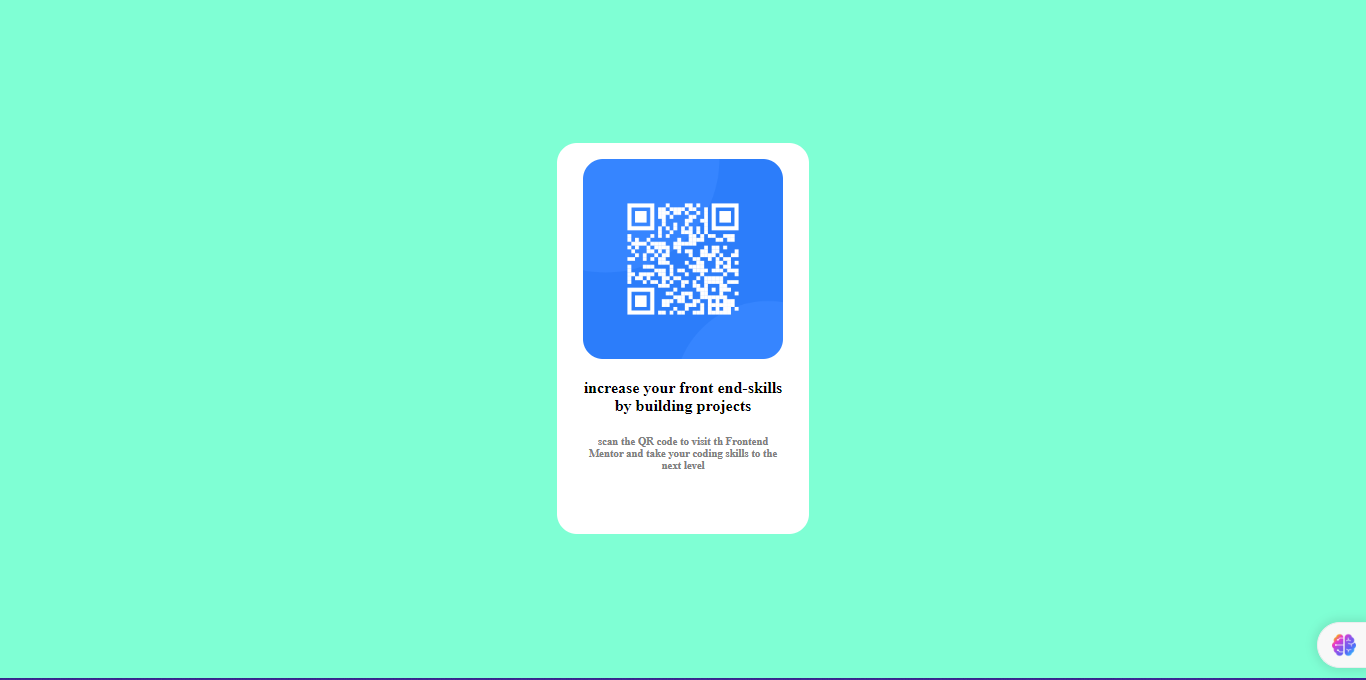 increase your front end-skills
by building projects
scan the QR code to visit th Frontend
Mentor and take your coding skills to the
next level